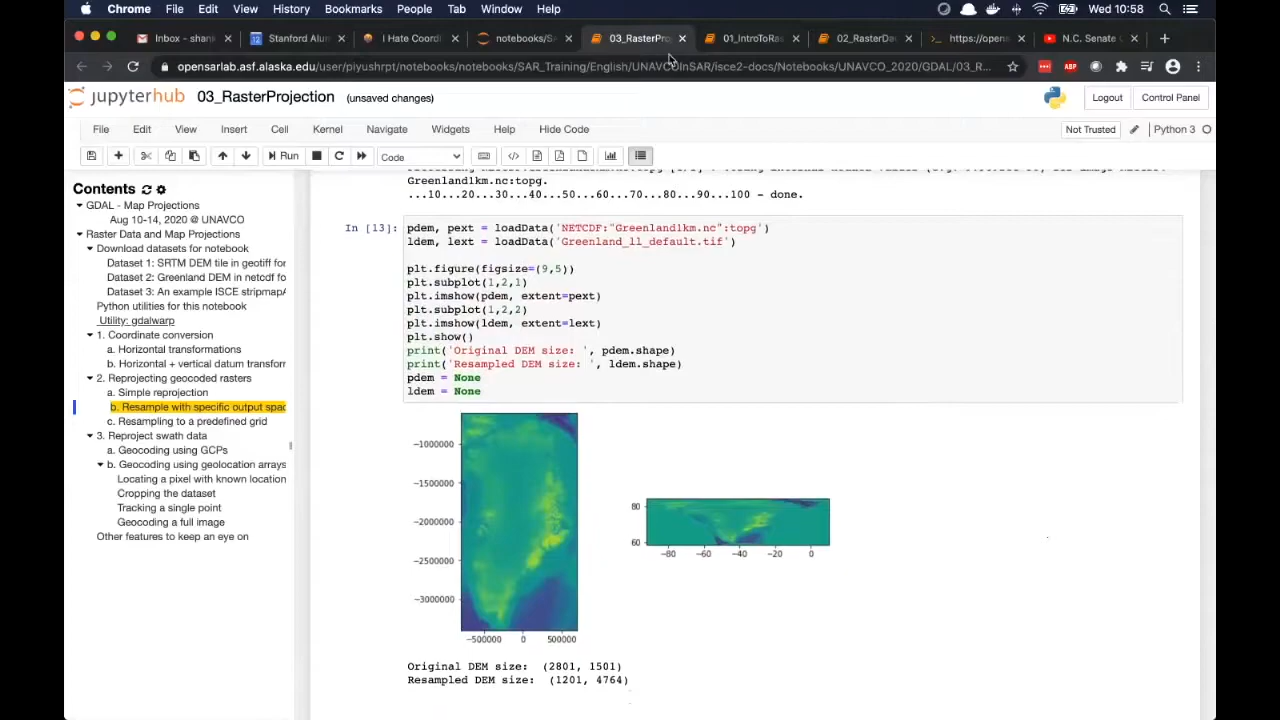 Chrome File Edit View History Bookmarks People Tab Window Help Wed 10:58
Inbox - shan
Stanford Alun
I Hate Coordi
notebooks/SA
03_RasterPro
01_IntroToRas
02_RasterDa
https://opens
N.C. Senate C
opensarlab.asf.alaska.edu/user/piyushrpt/notebooks/notebooks/SAR_Training/English/UNAVCOInSAR/isce2-docs/Notebooks/UNAVCO_2020/GDAL/03_R...
jupyterhub 03_RasterProjection (unsaved changes) Logout Control Panel
File Edit View Insert Cell Kernel Navigate Widgets Help Hide Code Not Trusted Python 3
Run Code
Contents
GDAL - Map Projections
Aug 10-14, 2020 @ UNAVCO
Raster Data and Map Projections
Download datasets for notebook
Dataset 1: SRTM DEM tile in geotiff for
Dataset 2: Greenland DEM in netcdf fo
Dataset 3: An example ISCE stripmap
Python utilities for this notebook
Utility: gdalwarp
1. Coordinate conversion
a. Horizontal transformations
b. Horizontal + vertical datum transforn
2. Reprojecting geocoded rasters
a. Simple reprojection
b. Resample with specific output spac
c. Resampling to a predefined grid
3. Reproject swath data
a. Geocoding using GCPs
b. Geocoding using geolocation arrays
Locating a pixel with known location
Cropping the dataset
Tracking a single point
Geocoding a full image
Other features to keep an eye on
Greenland1km.nc:topg.
...10...20...30...40...50...60...70...80...90...100 - done.
In [13]:
pdem, pext = loadData('NETCDF:"Greenland1km.nc":topg')
ldem, lext = loadData('Greenland_ll_default.tif')
plt.figure(figsize=(9,5))
plt.subplot(1,2,1)
plt.imshow(pdem, extent=pext)
plt.subplot(1,2,2)
plt.imshow(ldem, extent=lext)
plt.show()
print('Original DEM size: ', pdem.shape)
print('Resampled DEM size: ', ldem.shape)
pdem = None
ldem = None
-1000000
-1500000
-2000000
-2500000
-3000000
-500000 0 500000
80
60
-80 -60 -40 -20 0
Original DEM size: (2801, 1501)
Resampled DEM size: (1201, 4764)